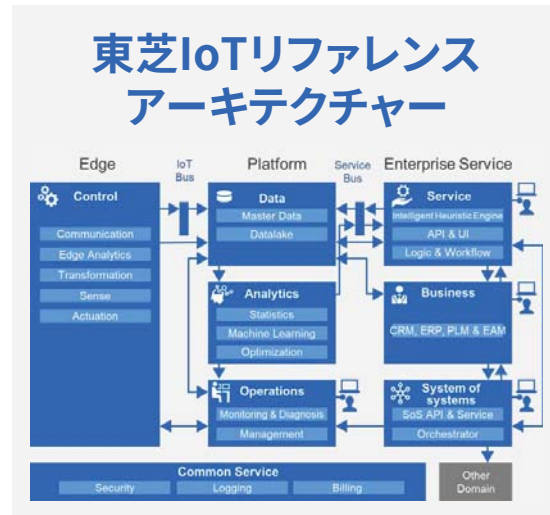 東芝IoTリファレンス
アーキテクチャー
Edge
IoT
Bus
Platform
Service
Bus
Enterprise Service
Control
Communication
Edge Analytics
Transformation
Sense
Actuation
Data
Master Data
Datalake
Analytics
Statistics
Machine Learning
Optimization
Operations
Monitoring & Diagnosis
Management
Service
Intelligent Heuristic Engine
API & UI
Logic & Workflow
Business
CRM, ERP, PLM & EAM
System of
systems
SoS API & Service
Orchestrator
Common Service
Security
Logging
Billing
Other
Domain